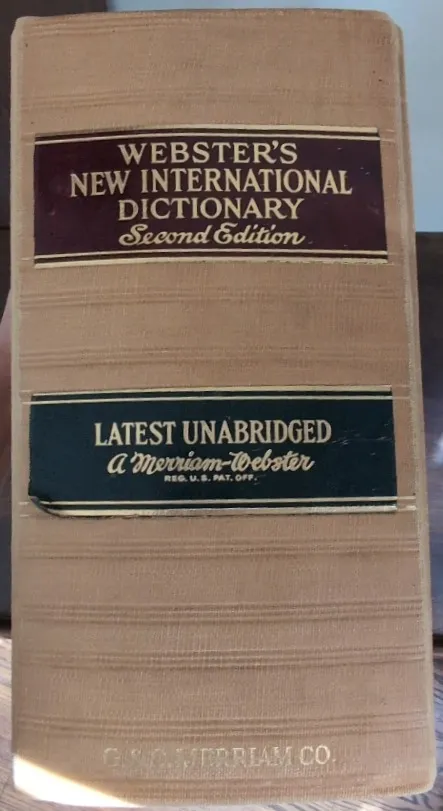 WEBSTER'S
NEW INTERNATIONAL
DICTIONARY
Second Edition
LATEST UNABRIDGED
A Merriam-Webster
REG. U.S. PAT. OFF.
G. & C. MERRIAM CO.